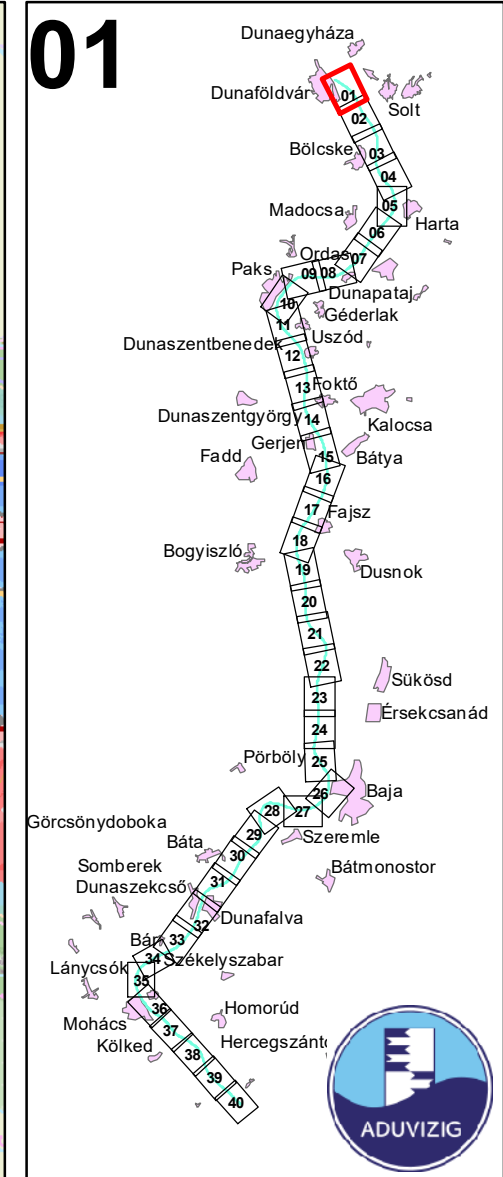 01
Dunaegyháza
Dunaföldvár
01
Solt
02
Bölcske
03
04
05
Madocsa
Harta
06
Ordas
07
Paks
09
08
Dunapataj
10
Géderlak
11
Uszód
Dunaszentbenedek
12
13
Foktő
Dunaszentgyörgy
14
Kalocsa
Gerjen
15
Bátya
Fadd
16
17
Fajsz
18
Bogyiszló
19
Dusnok
20
21
22
Sükösd
23
Érsekcsanád
24
Pörböly
25
26
Baja
28
27
Görcsönydoboka
29
Szeremle
Báta
30
Somberek
31
Bátmonostor
Dunaszekcső
32
Dunafalva
Bár
33
34
Székelyszabar
Lánycsók
35
36
Homorúd
Mohács
37
Kölked
38
Hercegszántó
39
40
ADUVIZIG